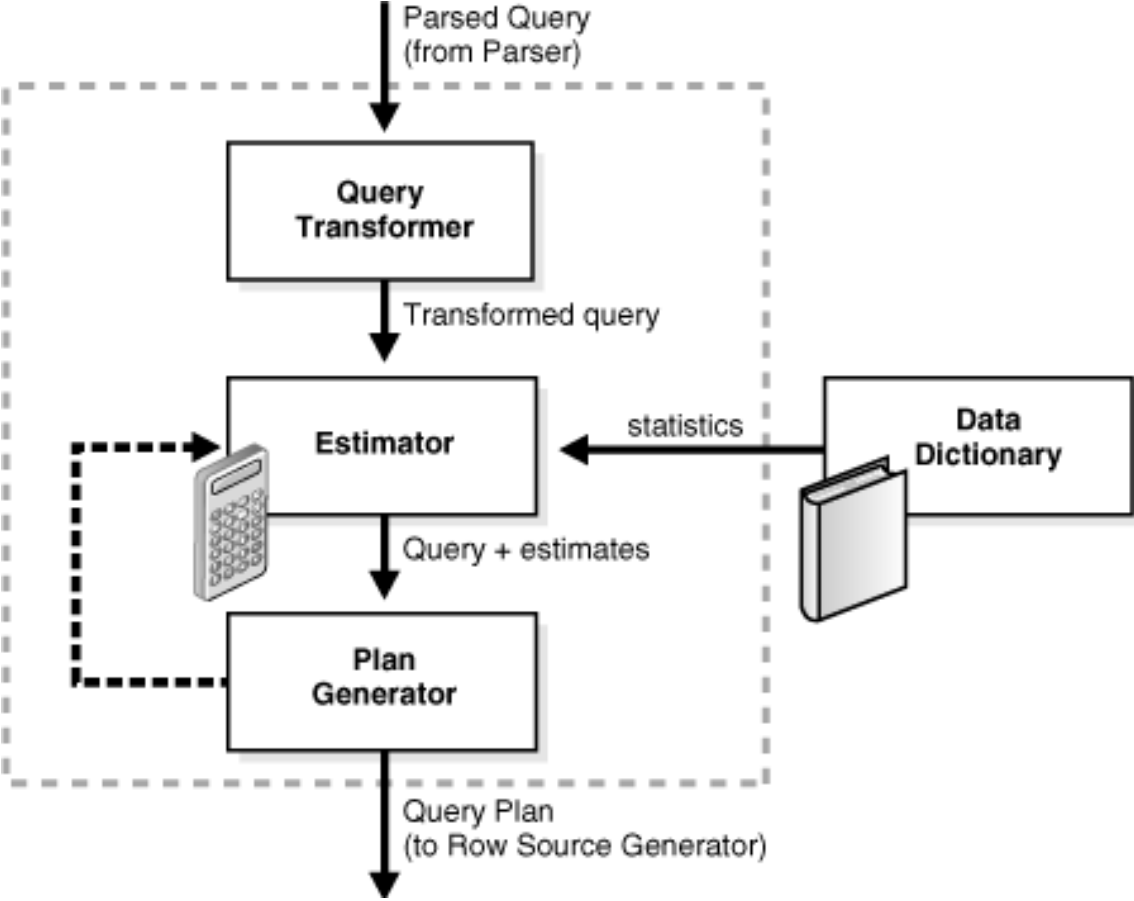 Parsed Query
(from Parser)
Query
Transformer
Transformed query
Estimator
statistics
Data
Dictionary
Query + estimates
Plan
Generator
Query Plan
(to Row Source Generator)